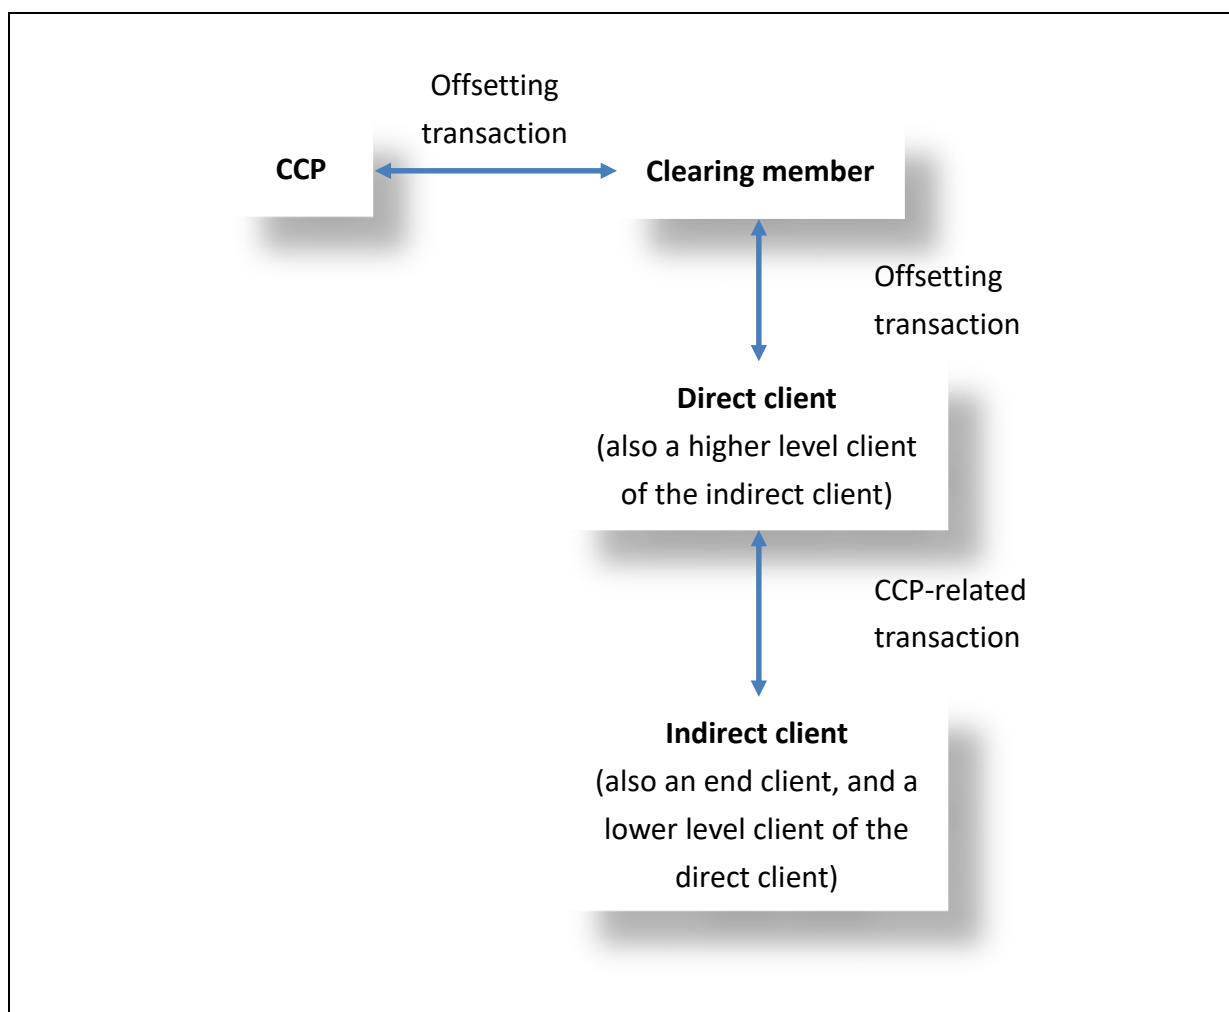 Offsetting
transaction
CCP
Clearing member
Offsetting
transaction
Direct client
(also a higher level client
of the indirect client)
CCP-related
transaction
Indirect client
(also an end client, and a
lower level client of the
direct client)